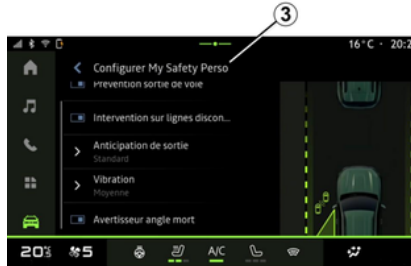 3
16°C · 20:2
Configurer My Safety Perso
Prévention sortie de voie
Intervention sur lignes discon...
Anticipation de sortie
Standard
Vibration
Moyenne
Avertisseur angle mort
20°5 5 A/C